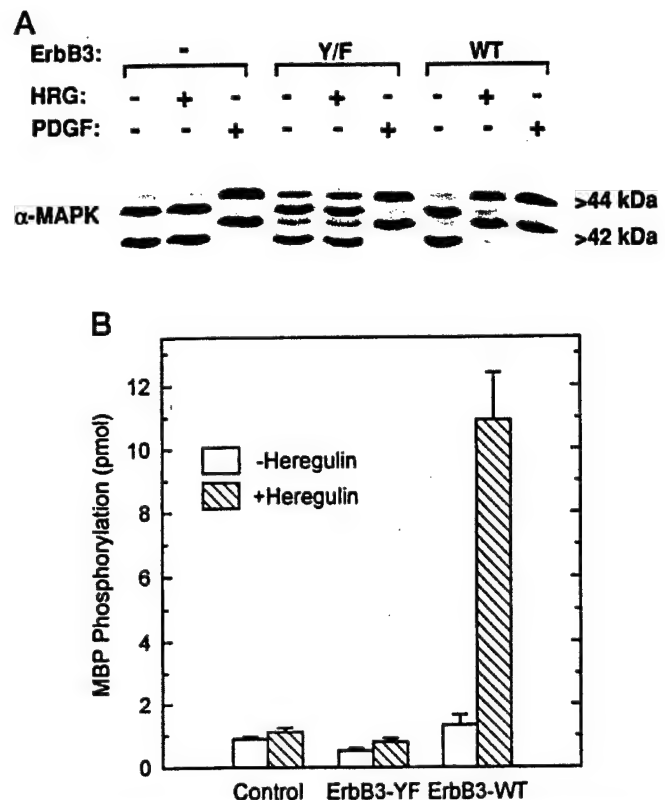 A
ErbB3: - Y/F WT
HRG: - + - - + - - + -
PDGF: - - + - - + - - +
α-MAPK
>44 kDa
>42 kDa
B
MBP Phosphorylation (pmol)
12
10
8
6
4
2
0
-Heregulin
+Heregulin
Control ErbB3-YF ErbB3-WT